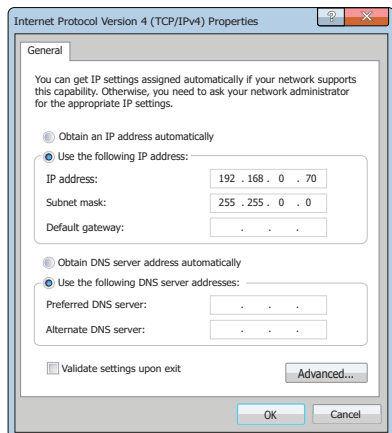 Internet Protocol Version 4 (TCP/IPv4) Properties
?
X
General
You can get IP settings assigned automatically if your network supports
this capability. Otherwise, you need to ask your network administrator
for the appropriate IP settings.
Obtain an IP address automatically
Use the following IP address:
IP address: 192 . 168 . 0 . 70
Subnet mask: 255 . 255 . 0 . 0
Default gateway: . . .
Obtain DNS server address automatically
Use the following DNS server addresses:
Preferred DNS server: . . .
Alternate DNS server: . . .
Validate settings upon exit
Advanced...
OK Cancel